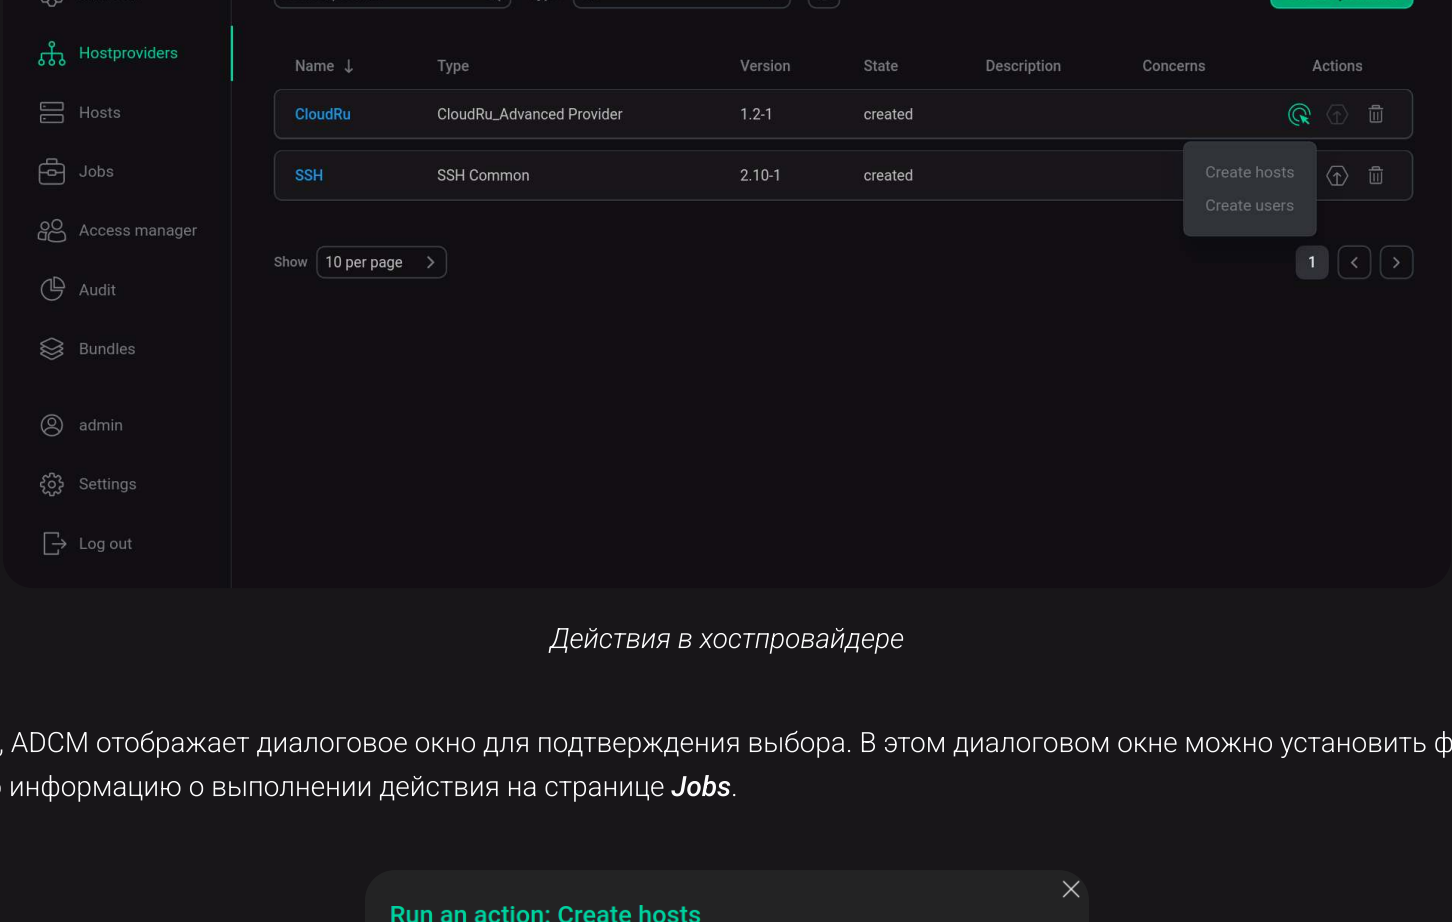 Hostproviders
Hosts
Jobs
Access manager
Audit
Bundles
admin
Settings
Log out
Name Type Version State Description Concerns Actions
CloudRu CloudRu_Advanced Provider 1.2-1 created
SSH SSH Common 2.10-1 created
Create hosts
Create users
Show 10 per page 1
Действия в хостпровайдере
, ADCM отображает диалоговое окно для подтверждения выбора. В этом диалоговом окне можно установить ф
информацию о выполнении действия на странице Jobs.
Run an action: Create hosts